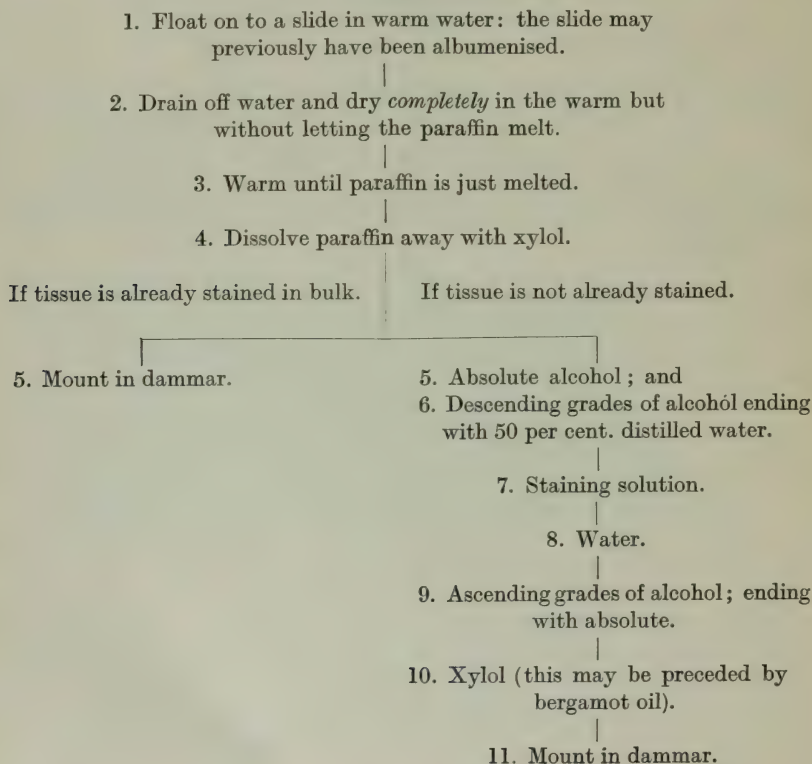 1. Float on to a slide in warm water: the slide may
previously have been albumenised.
2. Drain off water and dry completely in the warm but
without letting the paraffin melt.
3. Warm until paraffin is just melted.
4. Dissolve paraffin away with xylol.
If tissue is already stained in bulk.
If tissue is not already stained.
5. Mount in dammar.
5. Absolute alcohol; and
6. Descending grades of alcohol ending
with 50 per cent. distilled water.
7. Staining solution.
8. Water.
9. Ascending grades of alcohol; ending
with absolute.
10. Xylol (this may be preceded by
bergamot oil).
11. Mount in dammar.